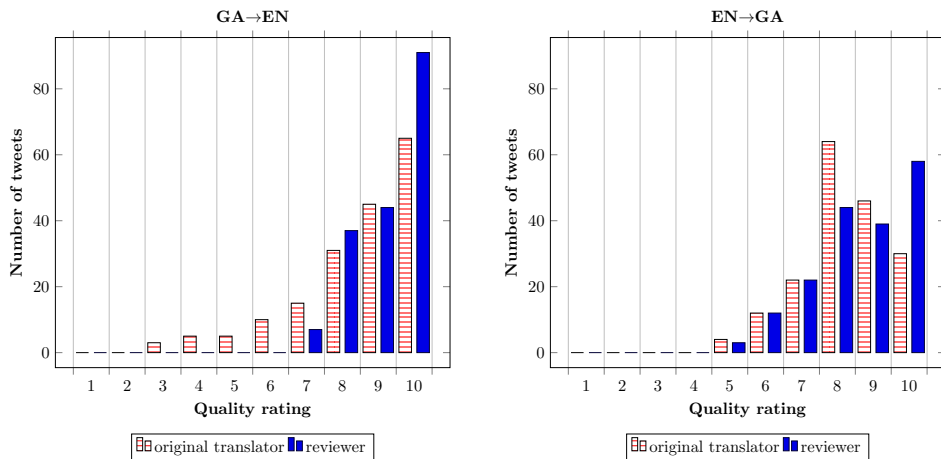 GA→EN
Number of tweets
80
60
40
20
0
1 2 3 4 5 6 7 8 9 10
Quality rating
original translator reviewer
EN→GA
Number of tweets
80
60
40
20
0
1 2 3 4 5 6 7 8 9 10
Quality rating
original translator reviewer